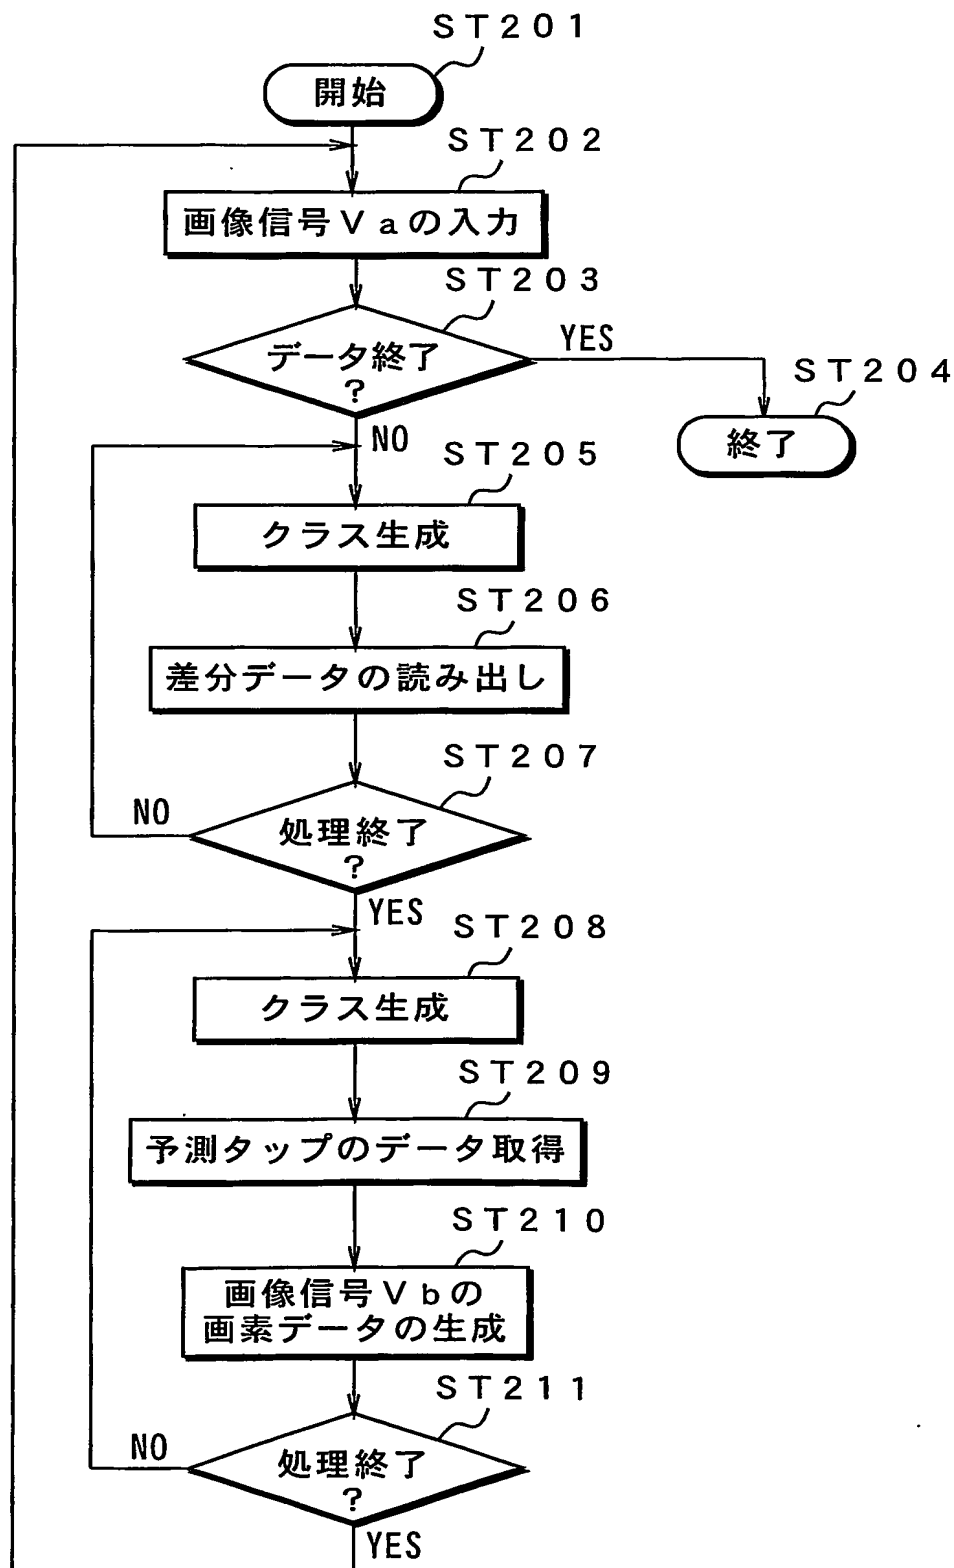 ST201
開始
ST202
画像信号Vaの入力
ST203
データ終了
?
YES
ST204
終了
NO
ST205
クラス生成
ST206
差分データの読み出し
ST207
処理終了
?
NO
YES
ST208
クラス生成
ST209
予測タップのデータ取得
ST210
画像信号Vbの
画素データの生成
ST211
処理終了
?
NO
YES